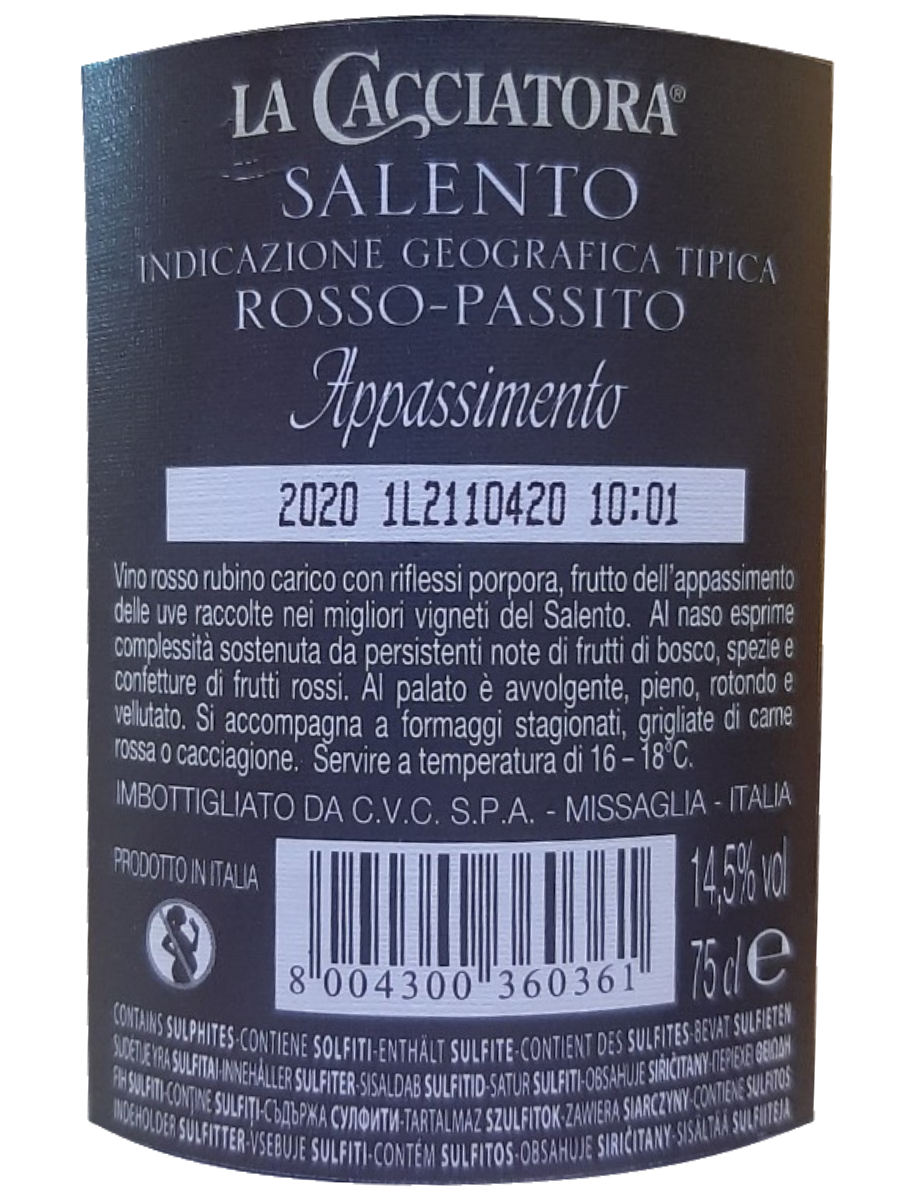 LA CACCIATORA®
SALENTO
INDICAZIONE GEOGRAFICA TIPICA
ROSSO-PASSITO
Appassimento
2020 1L2110420 10:01
Vino rosso rubino carico con riflessi porpora, frutto dell'appassimento
delle uve raccolte nei migliori vigneti del Salento. Al naso esprime
complessità sostenuta da persistenti note di frutti di bosco, spezie e
confetture di frutti rossi. Al palato è avvolgente, pieno, rotondo e
vellutato. Si accompagna a formaggi stagionati, grigliate di carne
rossa o cacciagione. Servire a temperatura di 16 – 18°C.
IMBOTTIGLIATO DA C.V.C. S.P.A. - MISSAGLIA - ITALIA
PRODOTTO IN ITALIA
14,5% vol
75 cl e
8 004300 360361
CONTAINS SULPHITES-CONTIENE SOLFITI-ENTHÄLT SULFITE-CONTIENT DES SULFITES-BEVAT SULFIETEN
SUDĖTYJE YRA SULFITAI-INNEHÅLLER SULFITER-SISALDAB SULFITID-SATUR SULFITI-OBSAHUJE SIŘIČITANY-ΠΕΡΙΕΧΕΙ ΘΕΙΩΔΗ
FIH SULFITI-CONȚINE SULFIȚI-СЪДЪРЖА СУЛФИТИ-TARTALMAZ SZULFITOK-ZAWIERA SIARCZYNY-CONTIENE SULFITOS
INDEHOLDER SULFITTER-VSEBUJE SULFITI-CONTÉM SULFITOS-OBSAHUJE SIRIČITANY-SISÄLTÄÄ SULFIITEJA